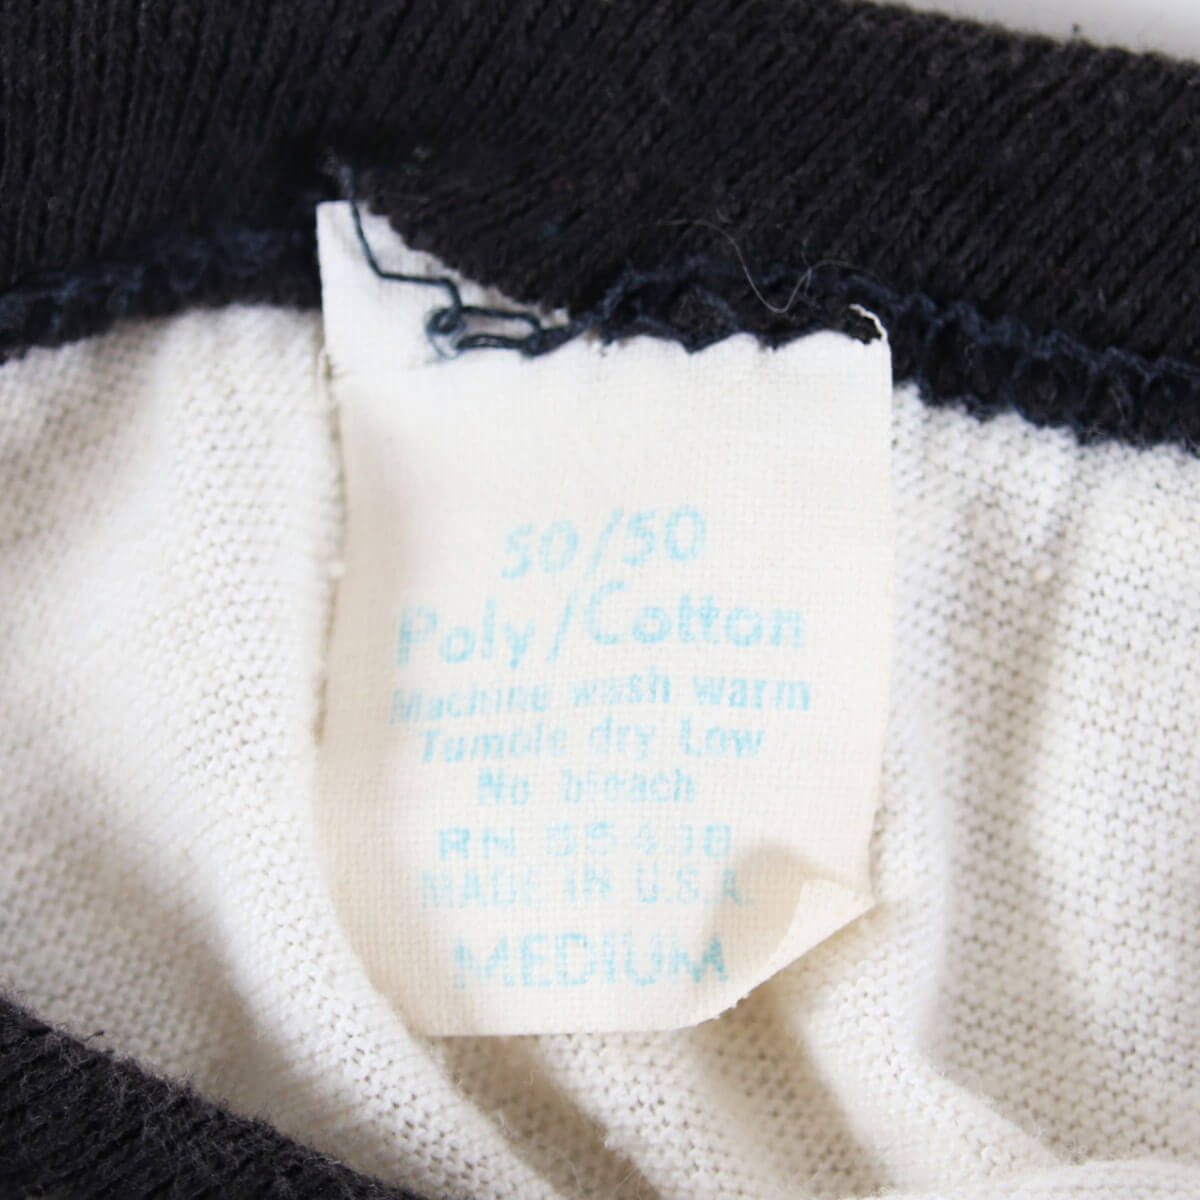 50/50
Poly/Cotton
Machine wash warm
Tumble dry Low
No bleach
RN
MADE IN U.S.A.
MEDIUM